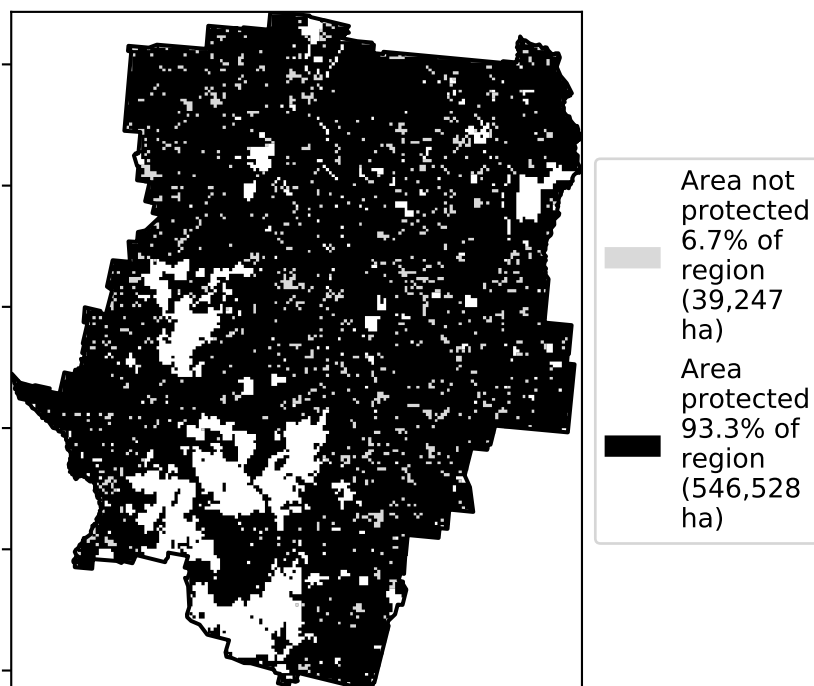 Area not
protected
6.7% of
region
(39,247
ha)
Area
protected
93.3% of
region
(546,528
ha)